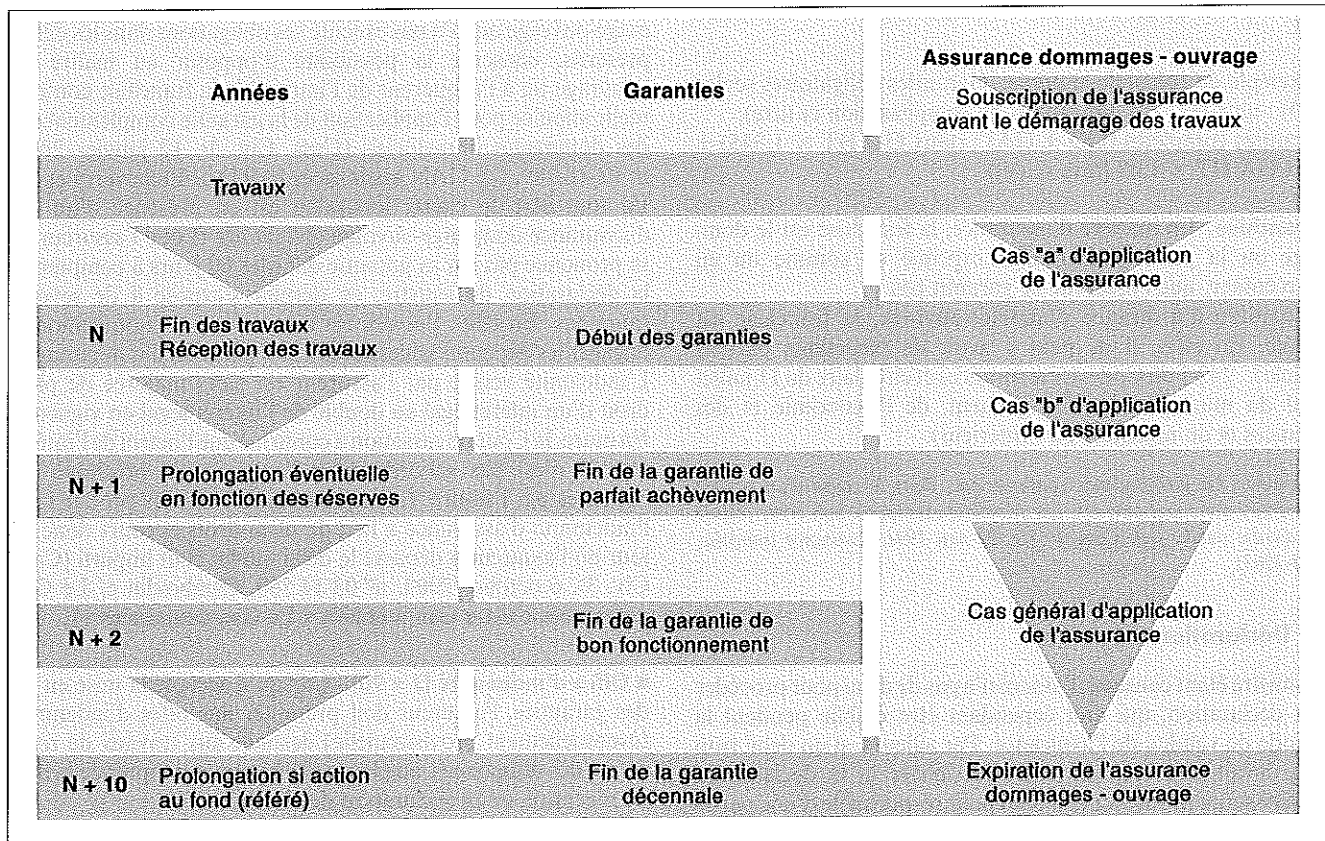 Années
Garanties
Assurance dommages - ouvrage
Souscription de l'assurance
avant le démarrage des travaux
Travaux
Cas "a" d'application
de l'assurance
N
Fin des travaux
Réception des travaux
Début des garanties
Cas "b" d'application
de l'assurance
N + 1
Prolongation éventuelle
en fonction des réserves
Fin de la garantie de
parfait achèvement
N + 2
Fin de la garantie de
bon fonctionnement
Cas général d'application
de l'assurance
N + 10
Prolongation si action
au fond (référé)
Fin de la garantie
décennale
Expiration de l'assurance
dommages - ouvrage